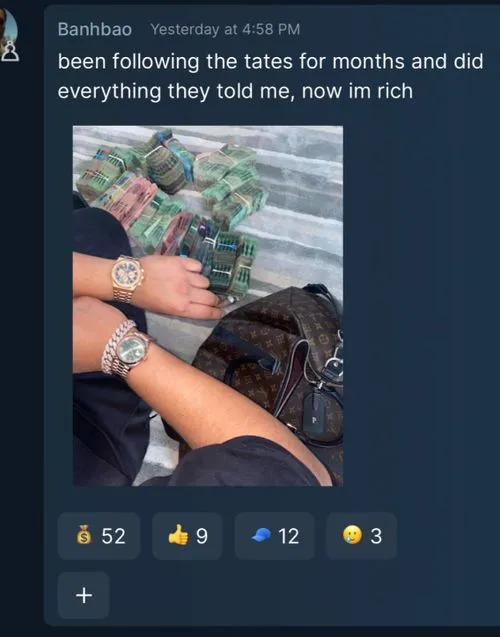 Banhbao Yesterday at 4:58 PM
been following the tates for months and did
everything they told me, now im rich
52 9 12 3
+